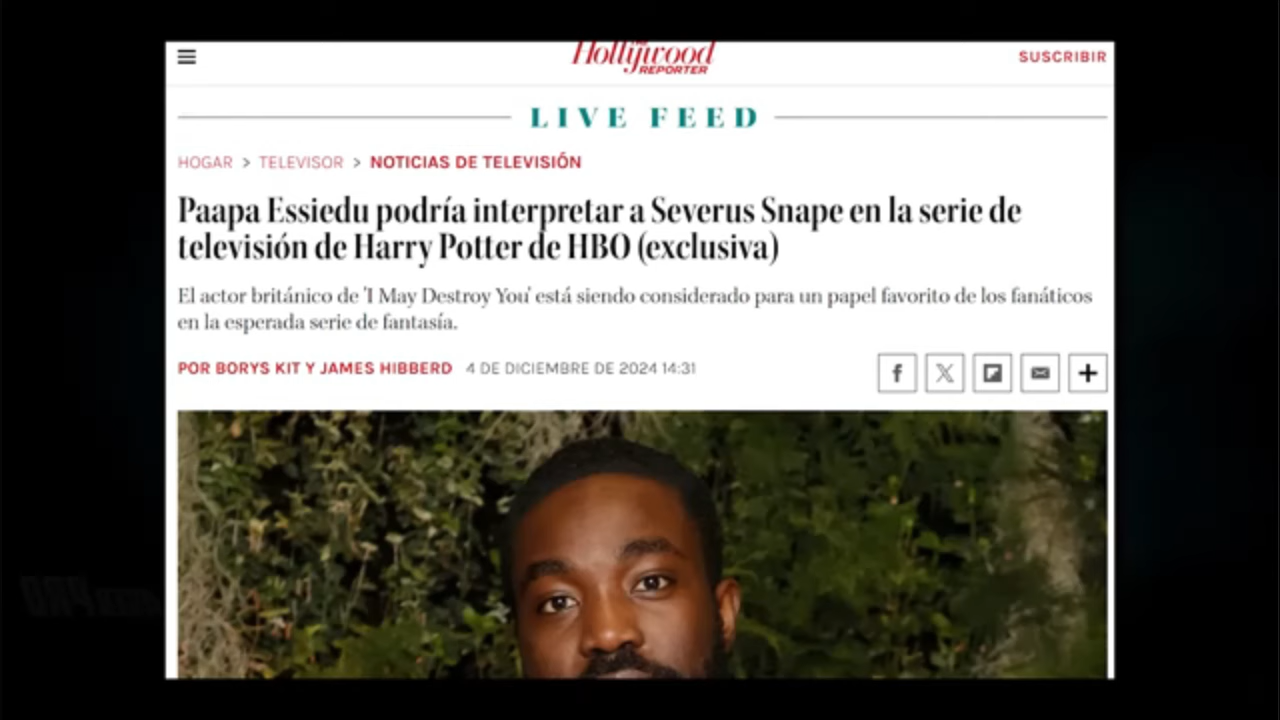 THE
Hollywood
REPORTER
SUSCRIBIR
LIVE FEED
HOGAR > TELEVISOR > NOTICIAS DE TELEVISIÓN
Paapa Essiedu podría interpretar a Severus Snape en la serie de
televisión de Harry Potter de HBO (exclusiva)
El actor británico de 'I May Destroy You' está siendo considerado para un papel favorito de los fanáticos
en la esperada serie de fantasía.
POR BORYS KIT Y JAMES HIBBERD 4 DE DICIEMBRE DE 2024 14:31